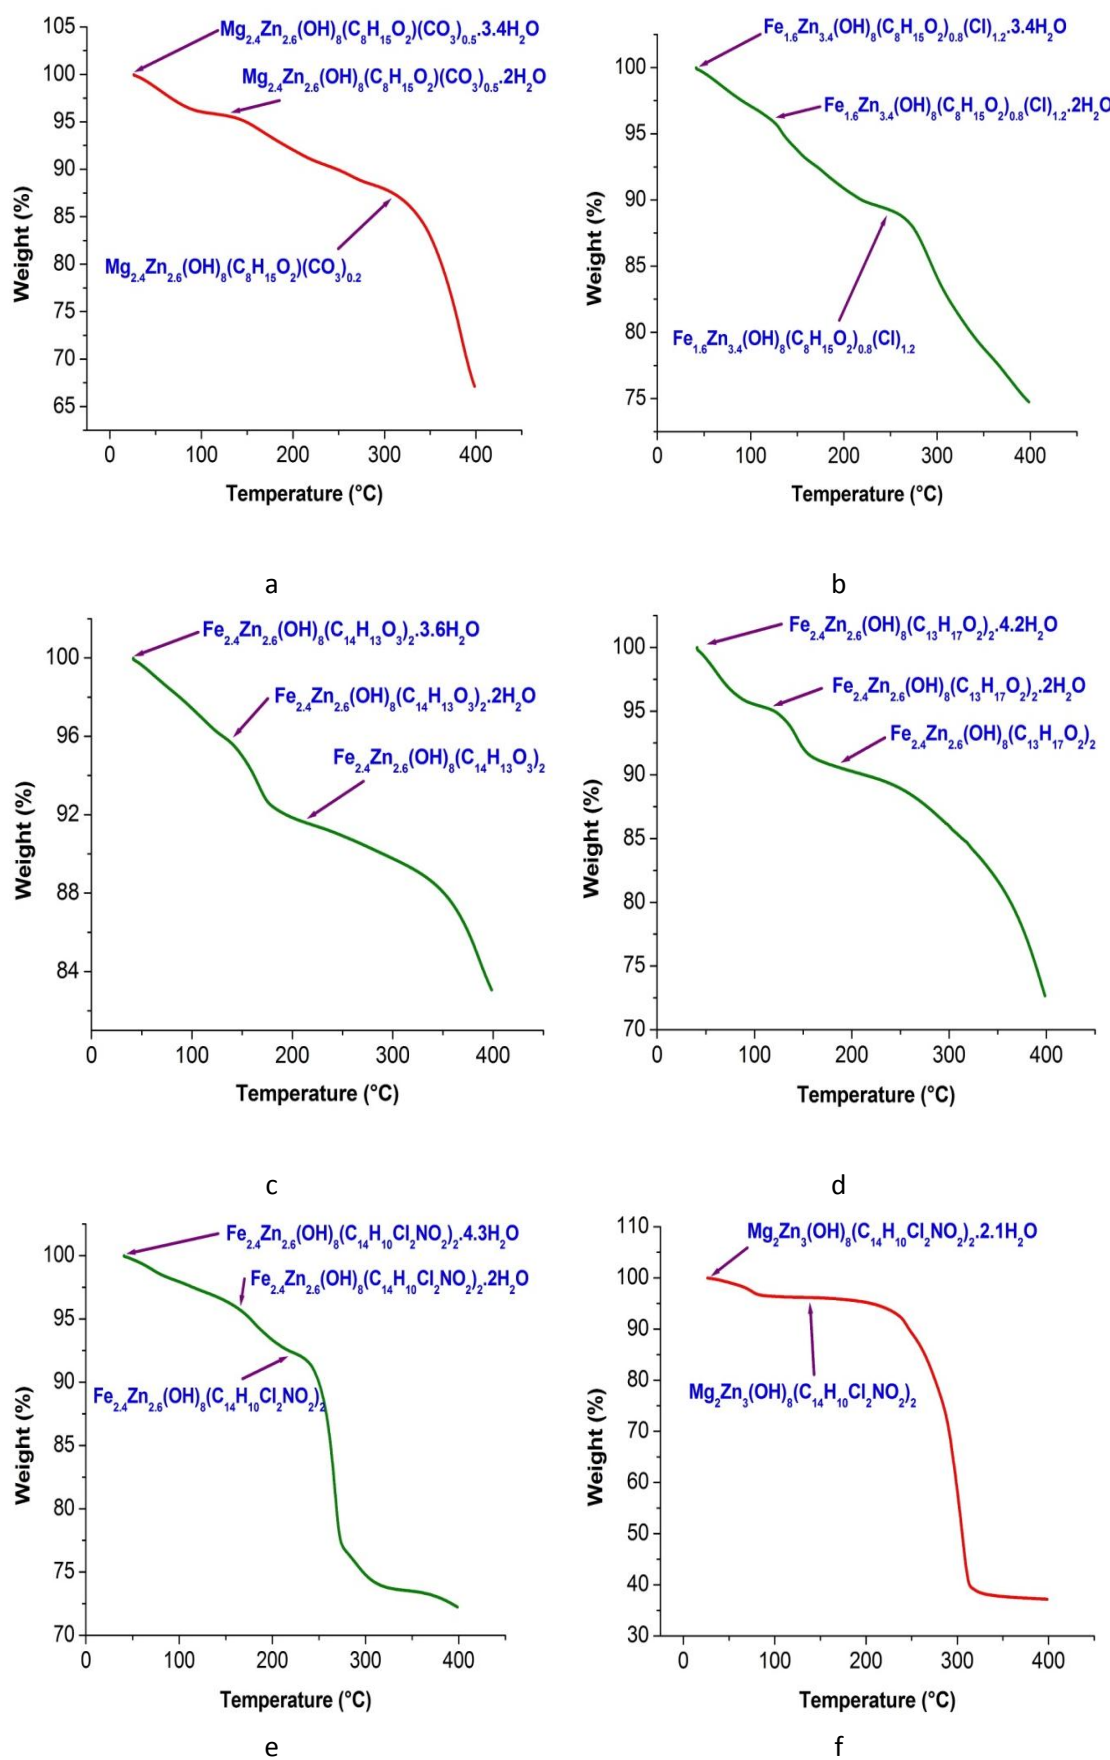 105
100
95
90
85
80
75
70
65
Weight (%)
0 100 200 300 400
Temperature (°C)
Mg2.4Zn2.6(OH)8(C8H15O2)(CO3)0.5.3.4H2O
Mg2.4Zn2.6(OH)8(C8H15O2)(CO3)0.5.2H2O
Mg2.4Zn2.6(OH)8(C8H15O2)(CO3)0.2
a
100
95
90
85
80
75
Weight (%)
0 100 200 300 400
Temperature (°C)
Fe1.6Zn3.4(OH)8(C8H15O2)0.8(Cl)1.2.3.4H2O
Fe1.6Zn3.4(OH)8(C8H15O2)0.8(Cl)1.2.2H2O
Fe1.6Zn3.4(OH)8(C8H15O2)0.8(Cl)1.2
b
100
96
92
88
84
Weight (%)
0 100 200 300 400
Temperature (°C)
Fe2.4Zn2.6(OH)8(C14H13O3)2.3.6H2O
Fe2.4Zn2.6(OH)8(C14H13O3)2.2H2O
Fe2.4Zn2.6(OH)8(C14H13O3)2
c
100
95
90
85
80
75
70
Weight (%)
0 100 200 300 400
Temperature (°C)
Fe2.4Zn2.6(OH)8(C13H17O2)2.4.2H2O
Fe2.4Zn2.6(OH)8(C13H17O2)2.2H2O
Fe2.4Zn2.6(OH)8(C13H17O2)2
d
100
95
90
85
80
75
70
Weight (%)
0 100 200 300 400
Temperature (°C)
Fe2.4Zn2.6(OH)8(C14H10Cl2NO2)2.4.3H2O
Fe2.4Zn2.6(OH)8(C14H10Cl2NO2)2.2H2O
Fe2.4Zn2.6(OH)8(C14H10Cl2NO2)2
e
110
100
90
80
70
60
50
40
30
Weight (%)
0 100 200 300 400
Temperature (°C)
Mg2Zn3(OH)8(C14H10Cl2NO2)2.2.1H2O
Mg2Zn3(OH)8(C14H10Cl2NO2)2
f